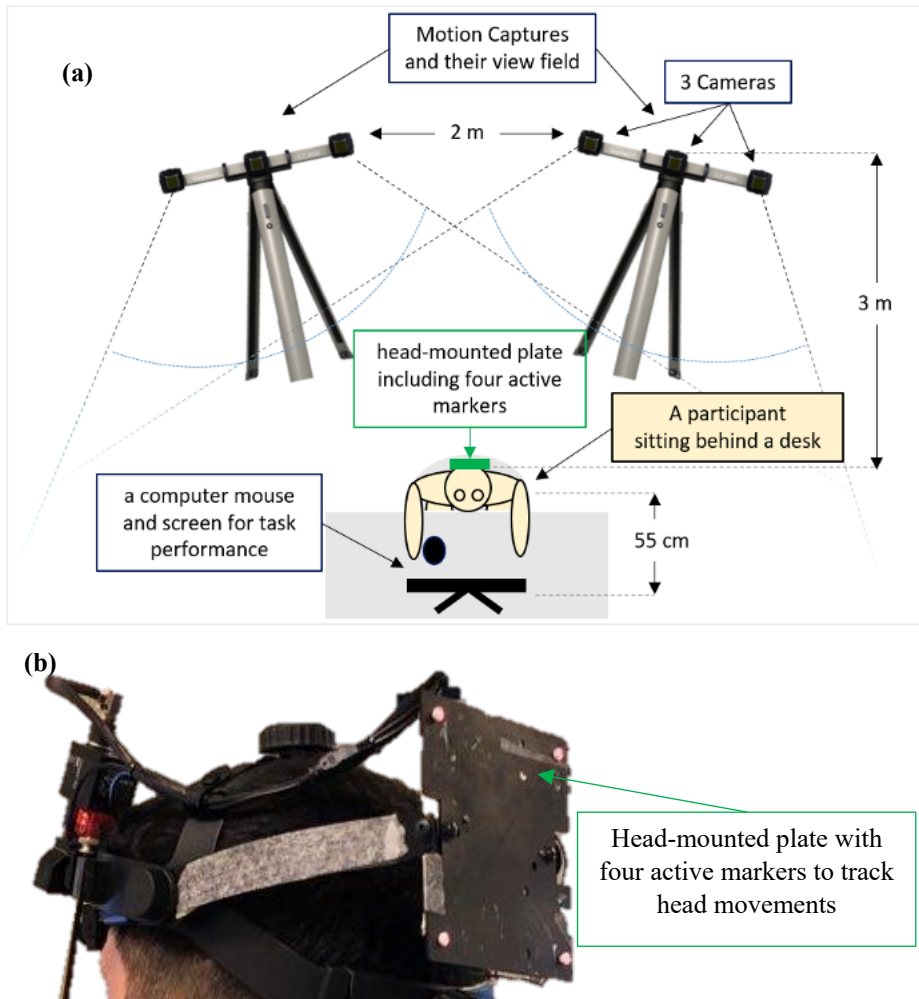 (a)
Motion Captures
and their view field
3 Cameras
2 m
3 m
head-mounted plate
including four active
markers
A participant
sitting behind a desk
a computer mouse
and screen for task
performance
55 cm
(b)
Head-mounted plate with
four active markers to track
head movements